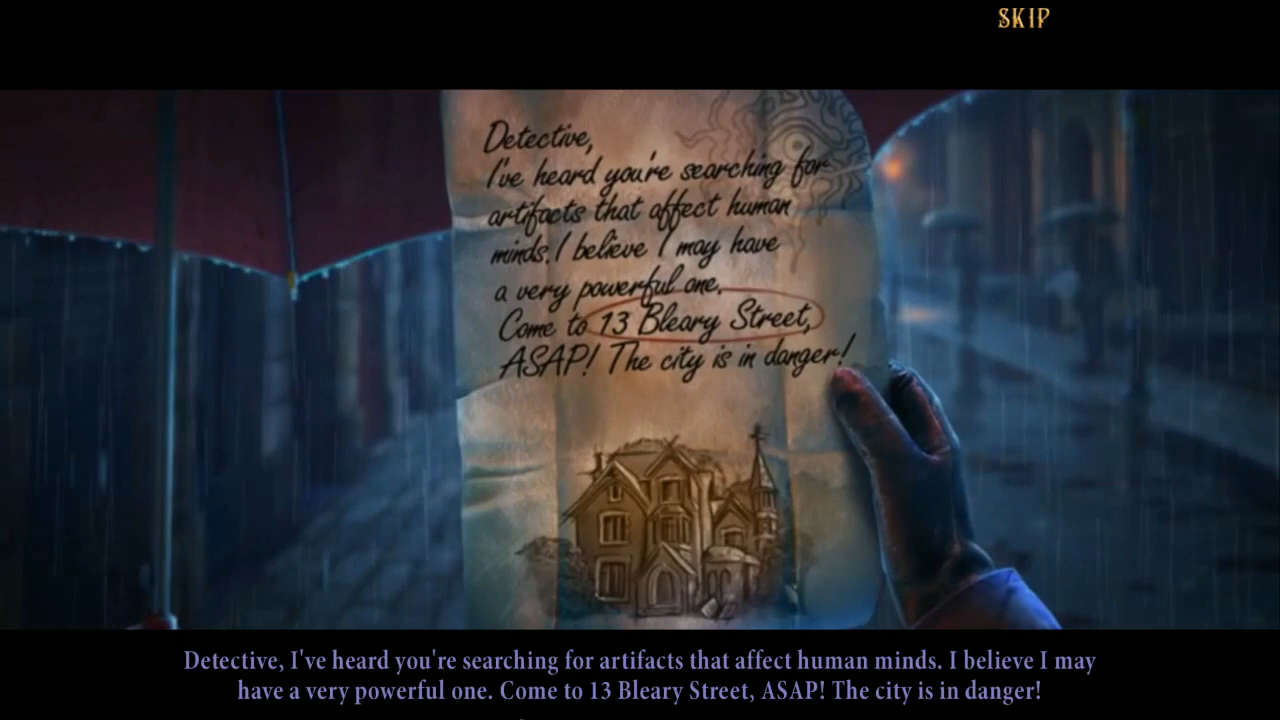 SKIP
Detective,
I've heard you're searching for
artifacts that affect human
minds. I believe I may have
a very powerful one.
Come to 13 Bleary Street,
ASAP! The city is in danger!
Detective, I've heard you're searching for artifacts that affect human minds. I believe I may
have a very powerful one. Come to 13 Bleary Street, ASAP! The city is in danger!